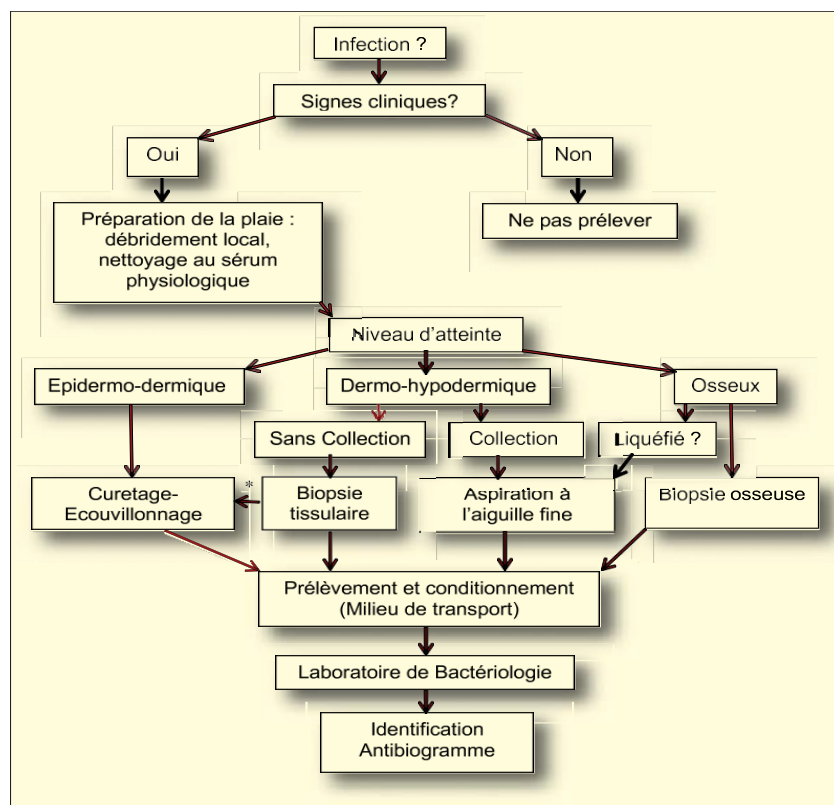 Infection ?
Signes cliniques?
Oui
Non
Préparation de la plaie :
débridement local,
nettoyage au sérum
physiologique
Ne pas prélever
Niveau d'atteinte
Epidermo-dermique
Dermo-hypodermique
Osseux
Sans Collection
Collection
Liquéfié ?
Curetage-
Ecouvillonnage
*
Biopsie
tissulaire
Aspiration à
l'aiguille fine
Biopsie osseuse
Prélèvement et conditionnement
(Milieu de transport)
Laboratoire de Bactériologie
Identification
Antibiogramme